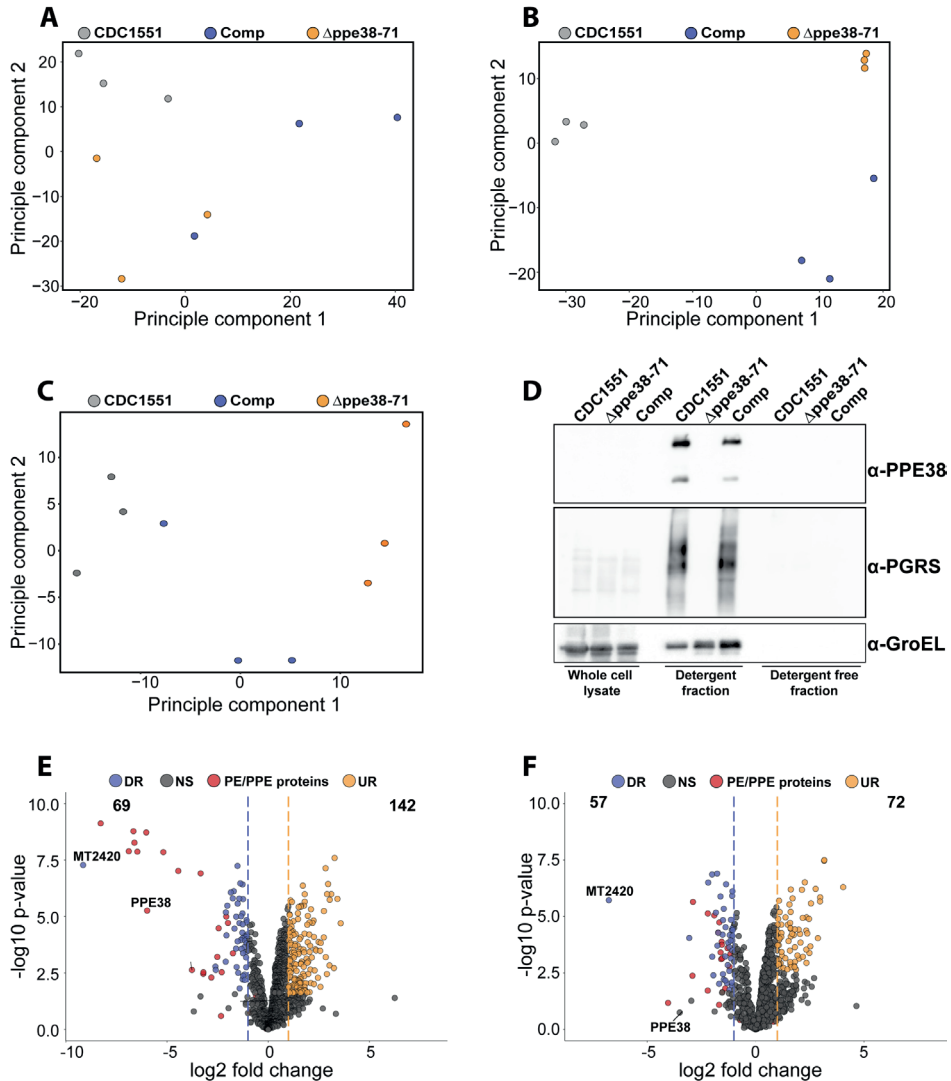 A
CDC1551 Comp Δppe38-71
Principle component 2
20
10
0
−10
−20
−30
−20 0 20 40
Principle component 1
B
CDC1551 Comp Δppe38-71
Principle component 2
10
0
−10
−20
−30 −20 −10 0 10 20
Principle component 1
C
CDC1551 Comp Δppe38-71
Principle component 2
10
5
0
−5
−10
−10 0 10
Principle component 1
D
CDC1551 Δppe38-71 Comp CDC1551 Δppe38-71 Comp CDC1551 Δppe38-71 Comp
α-PPE38
α-PGRS
α-GroEL
Whole cell
lysate
Detergent
fraction
Detergent free
fraction
E
DR NS PE/PPE proteins UR
69 142
-log10 p-value
10.0
7.5
5.0
2.5
0.0
MT2420
PPE38
-10 -5 0 5
log2 fold change
F
DR NS PE/PPE proteins UR
57 72
-log10 p-value
10.0
7.5
5.0
2.5
0.0
MT2420
PPE38
-5 0 5
log2 fold change